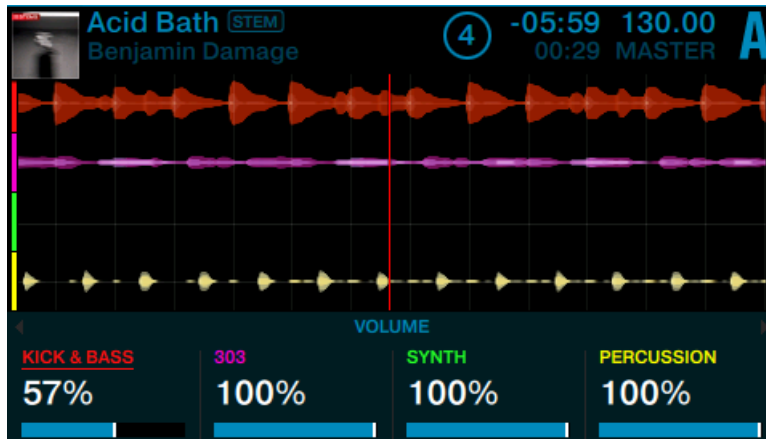 Acid Bath STEM
Benjamin Damage
4
-05:59 130.00
00:29 MASTER
A
VOLUME
KICK & BASS 303 SYNTH PERCUSSION
57% 100% 100% 100%